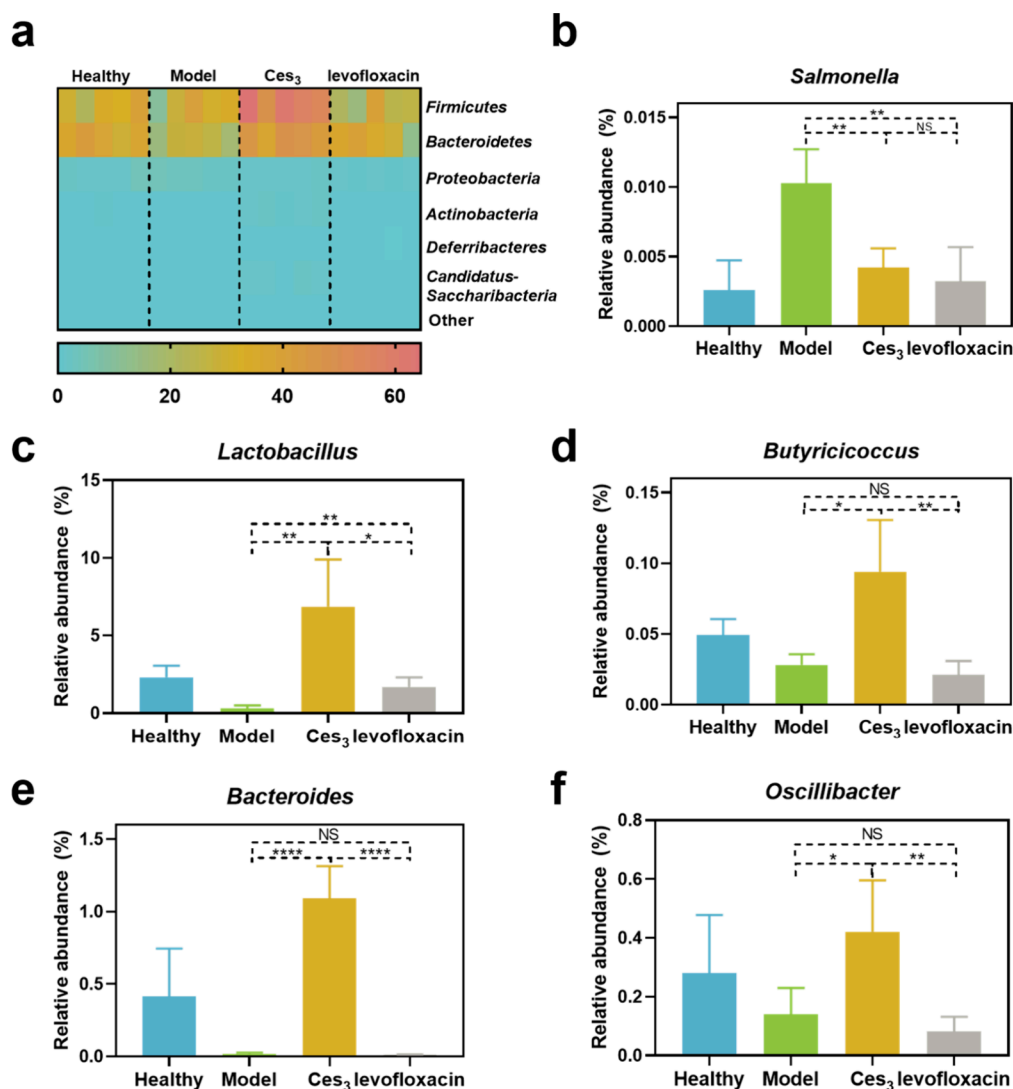 a
Healthy Model Ces3 levofloxacin
Firmicutes
Bacteroidetes
Proteobacteria
Actinobacteria
Deferribacteres
Candidatus-
Saccharibacteria
Other
0 20 40 60
b
Salmonella
Relative abundance (%)
0.015
0.010
0.005
0.000
**
** NS
Healthy Model Ces3 levofloxacin
c
Lactobacillus
Relative abundance (%)
15
10
5
0
**
** *
Healthy Model Ces3 levofloxacin
d
Butyricicoccus
Relative abundance (%)
0.15
0.10
0.05
0.00
NS
* **
Healthy Model Ces3 levofloxacin
e
Bacteroides
Relative abundance (%)
1.5
1.0
0.5
0.0
NS
**** ****
Healthy Model Ces3 levofloxacin
f
Oscillibacter
Relative abundance (%)
0.8
0.6
0.4
0.2
0.0
NS
* **
Healthy Model Ces3 levofloxacin